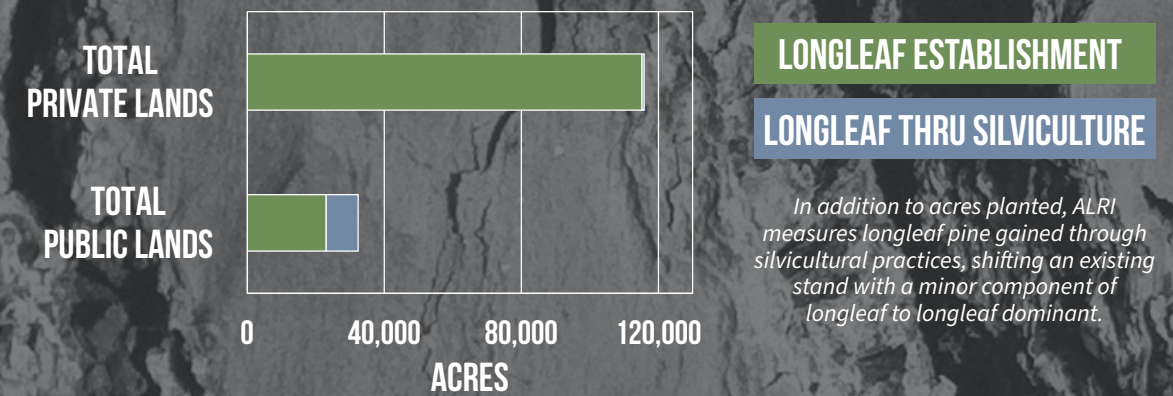 TOTAL
PRIVATE LANDS
TOTAL
PUBLIC LANDS
0
40,000
80,000
120,000
ACRES
LONGLEAF ESTABLISHMENT
LONGLEAF THRU SILVICULTURE
In addition to acres planted, ALRI
measures longleaf pine gained through
silvicultural practices, shifting an existing
stand with a minor component of
longleaf to longleaf dominant.